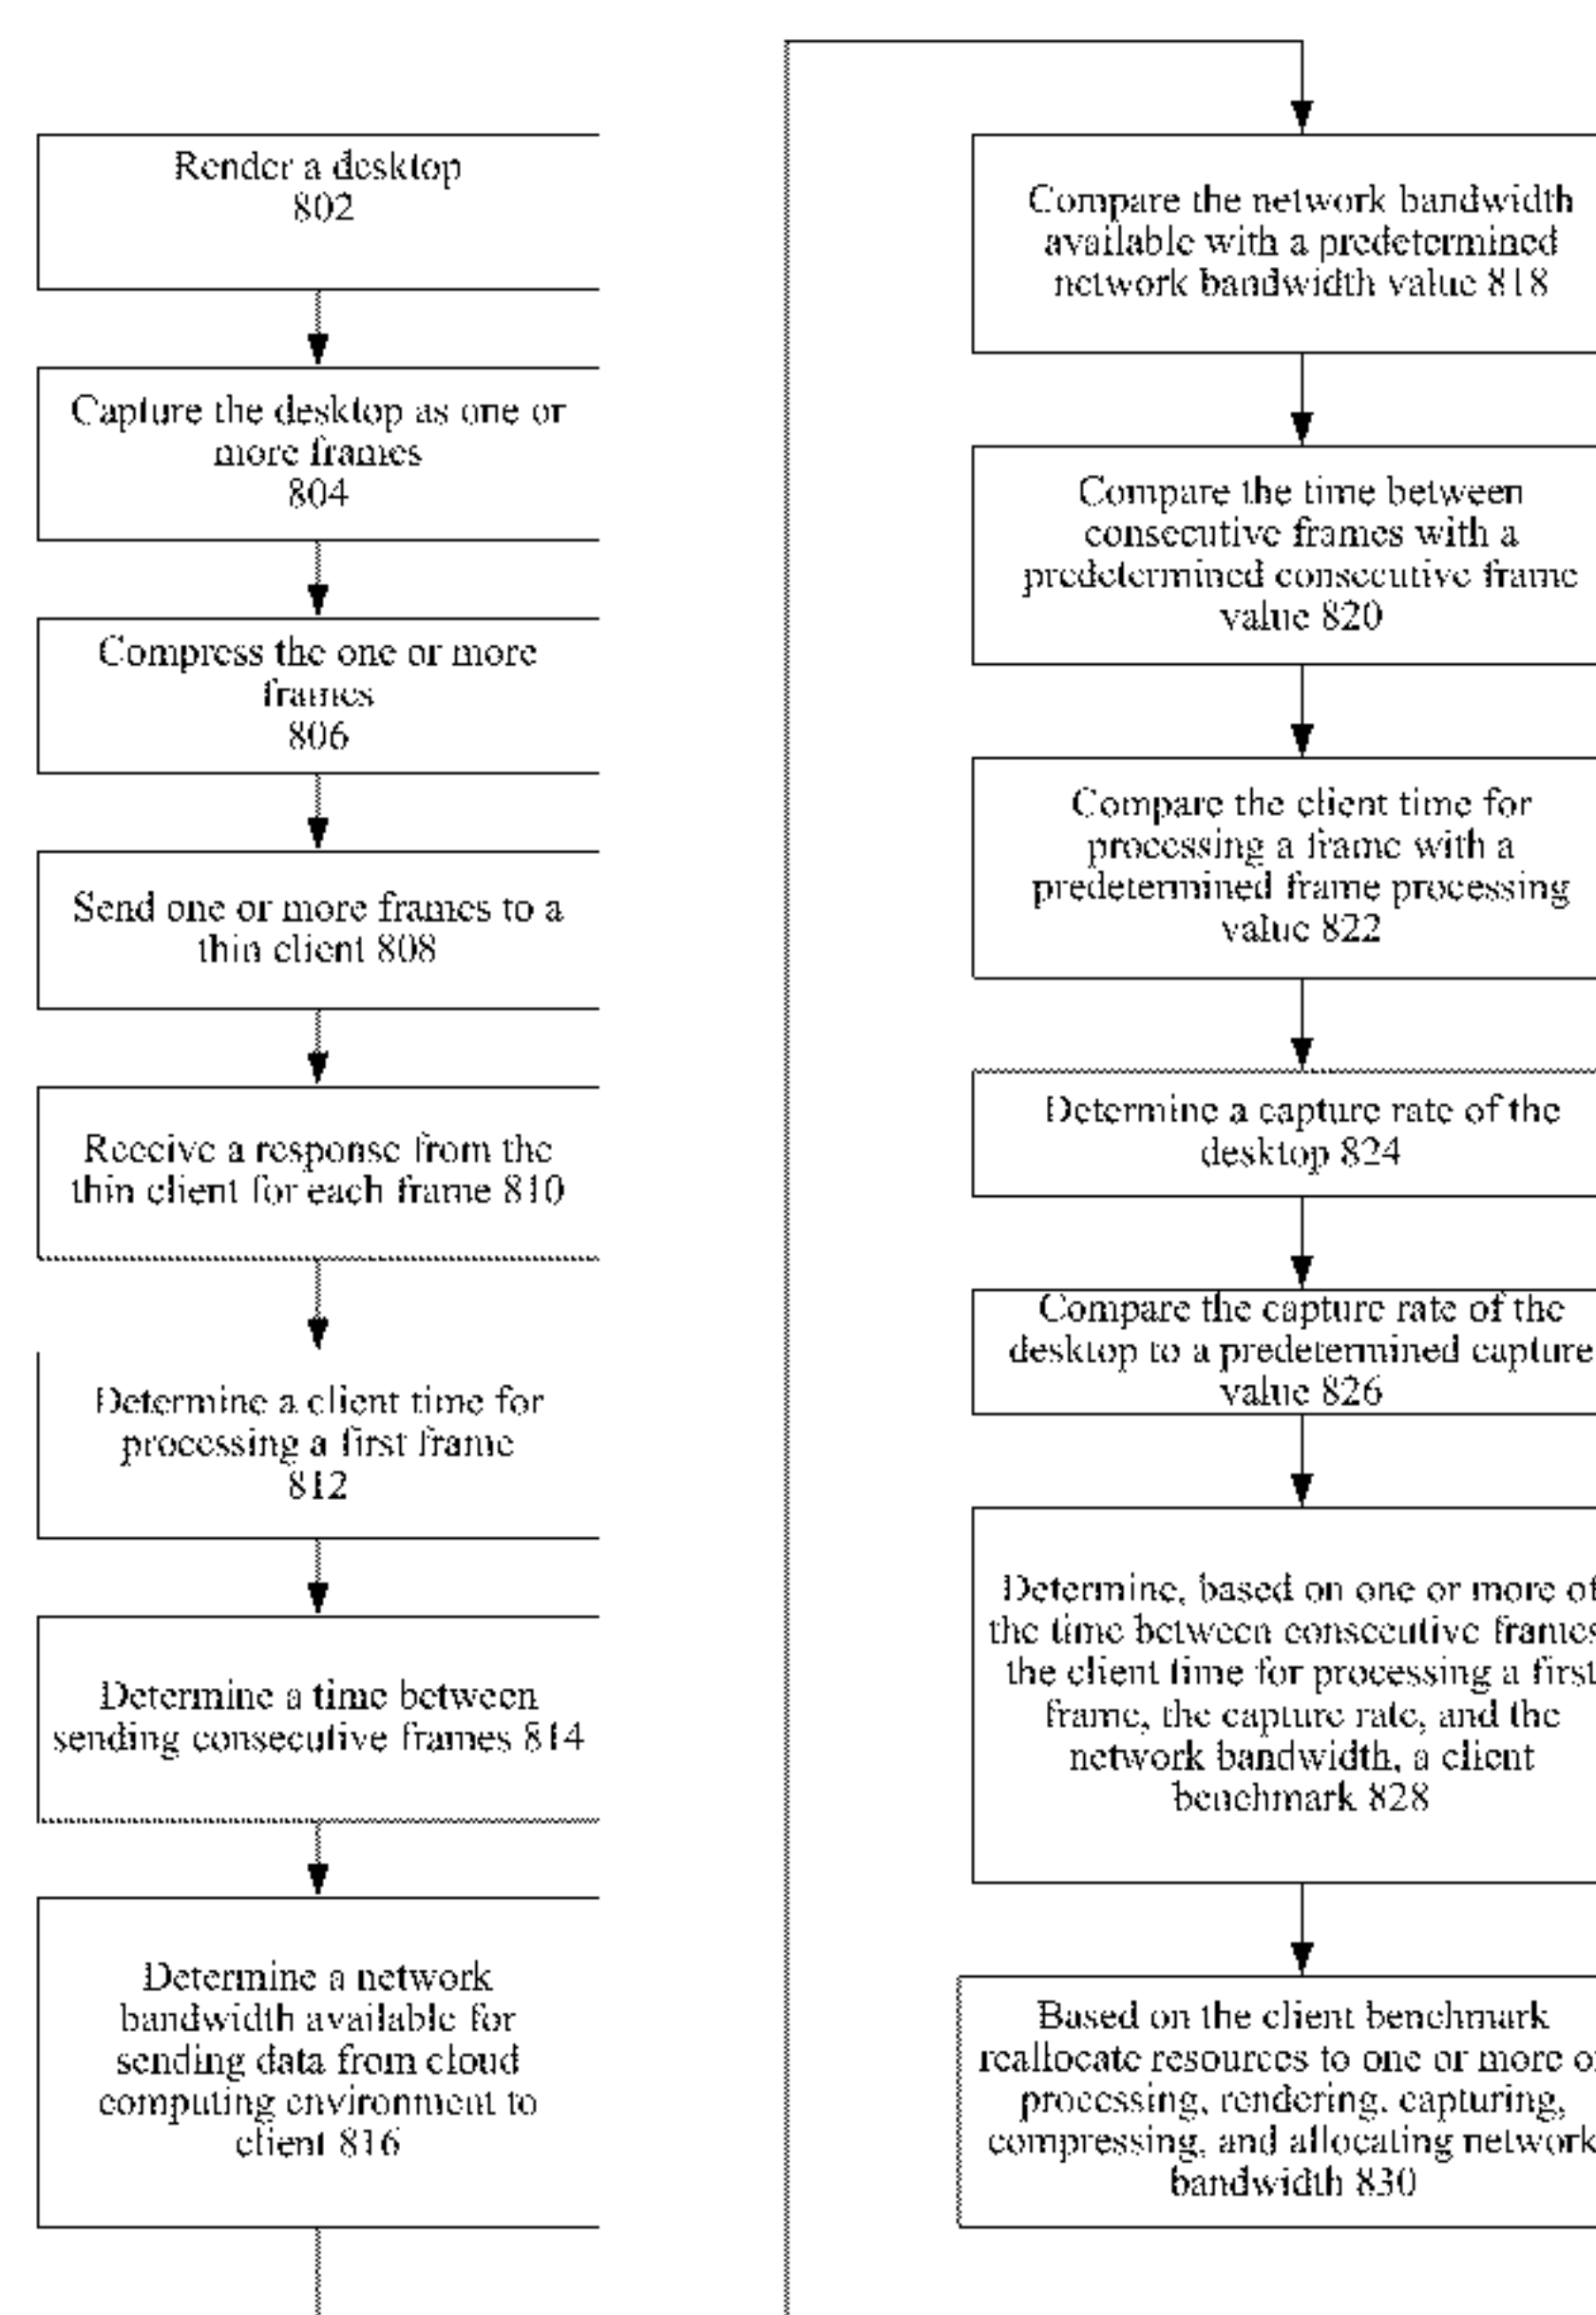 Render a desktop
802
Capture the desktop as one or
more frames
804
Compress the one or more
frames
806
Send one or more frames to a
thin client 808
Receive a response from the
thin client for each frame 810
Determine a client time for
processing a first frame
812
Determine a time between
sending consecutive frames 814
Determine a network
bandwidth available for
sending data from cloud
computing environment to
client 816
Compare the network bandwidth
available with a predetermined
network bandwidth value 818
Compare the time between
consecutive frames with a
predetermined consecutive frame
value 820
Compare the client time for
processing a frame with a
predetermined frame processing
value 822
Determine a capture rate of the
desktop 824
Compare the capture rate of the
desktop to a predetermined capture
value 826
Determine, based on one or more of
the time between consecutive frames
the client time for processing a first
frame, the capture rate, and the
network bandwidth, a client
benchmark 828
Based on the client benchmark
reallocate resources to one or more of
processing, rendering, capturing,
compressing, and allocating network
bandwidth 830